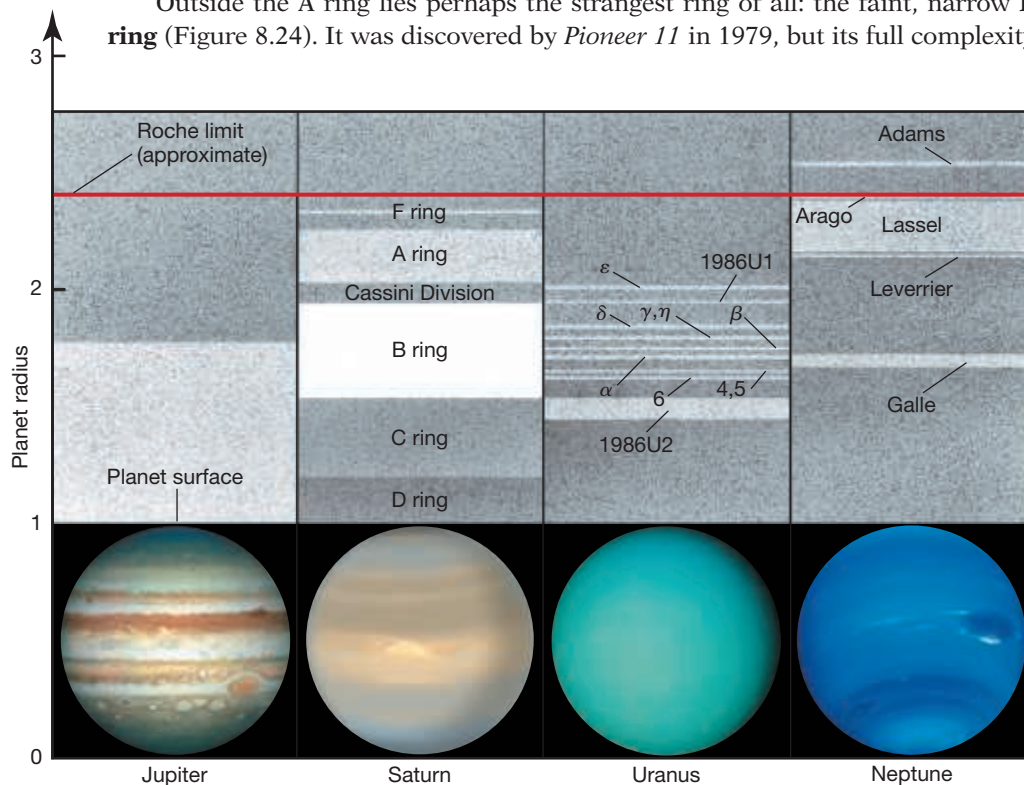 Outside the A ring lies perhaps the strangest ring of all: the faint, narrow
ring (Figure 8.24). It was discovered by Pioneer 11 in 1979, but its full complexity
3
Roche limit
(approximate)
Adams
F ring
Arago
Lassel
A ring
1986U1
ε
2
Cassini Division
Leverrier
δ
γ,η
β
B ring
α
6
4,5
Galle
C ring
1986U2
Planet radius
Planet surface
D ring
1
0
Jupiter
Saturn
Uranus
Neptune